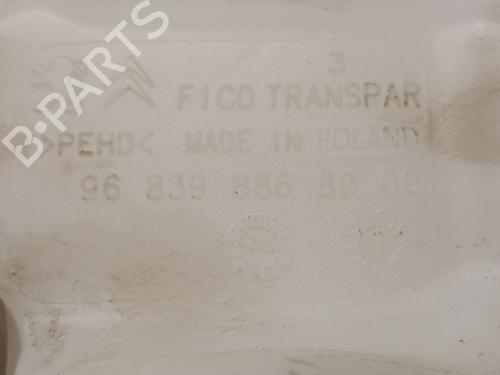 3
FICO TRANSPAR
>PEHD< MADE IN POLAND
96 839 886 80 00
B-PARTS